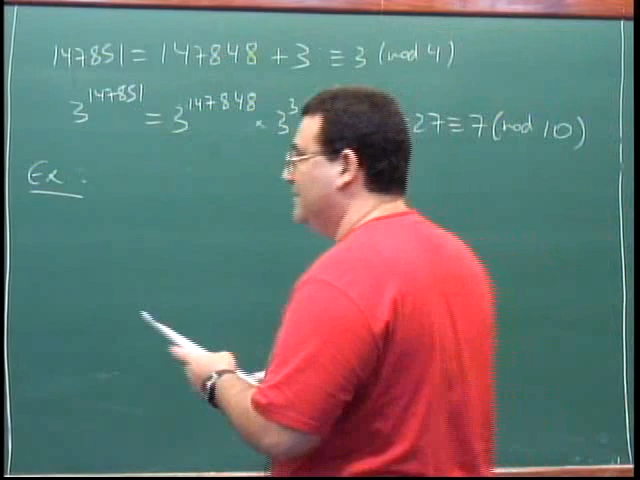 147851 = 147848 + 3 ≡ 3 (mod 4)
3^147851 = 3^147848 × 3^3 27 ≡ 7 (mod 10)
Ex :